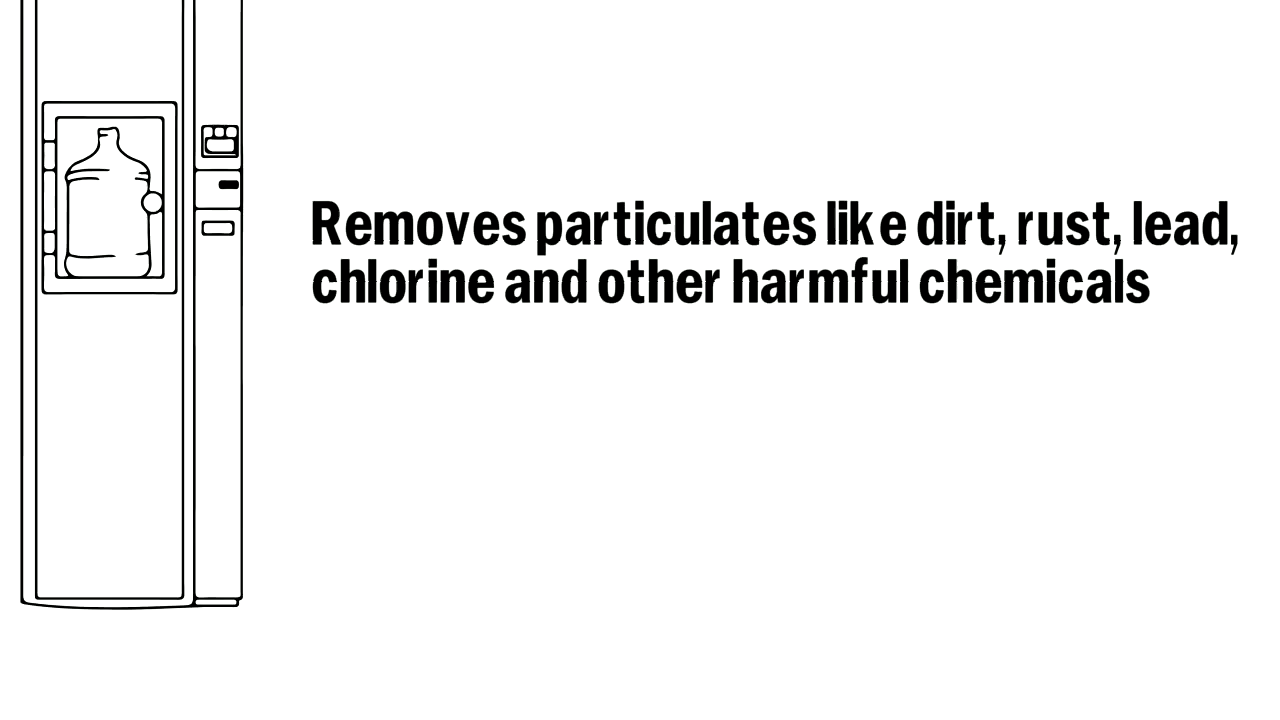 Removes particulates like dirt, rust, lead,
chlorine and other harmful chemicals